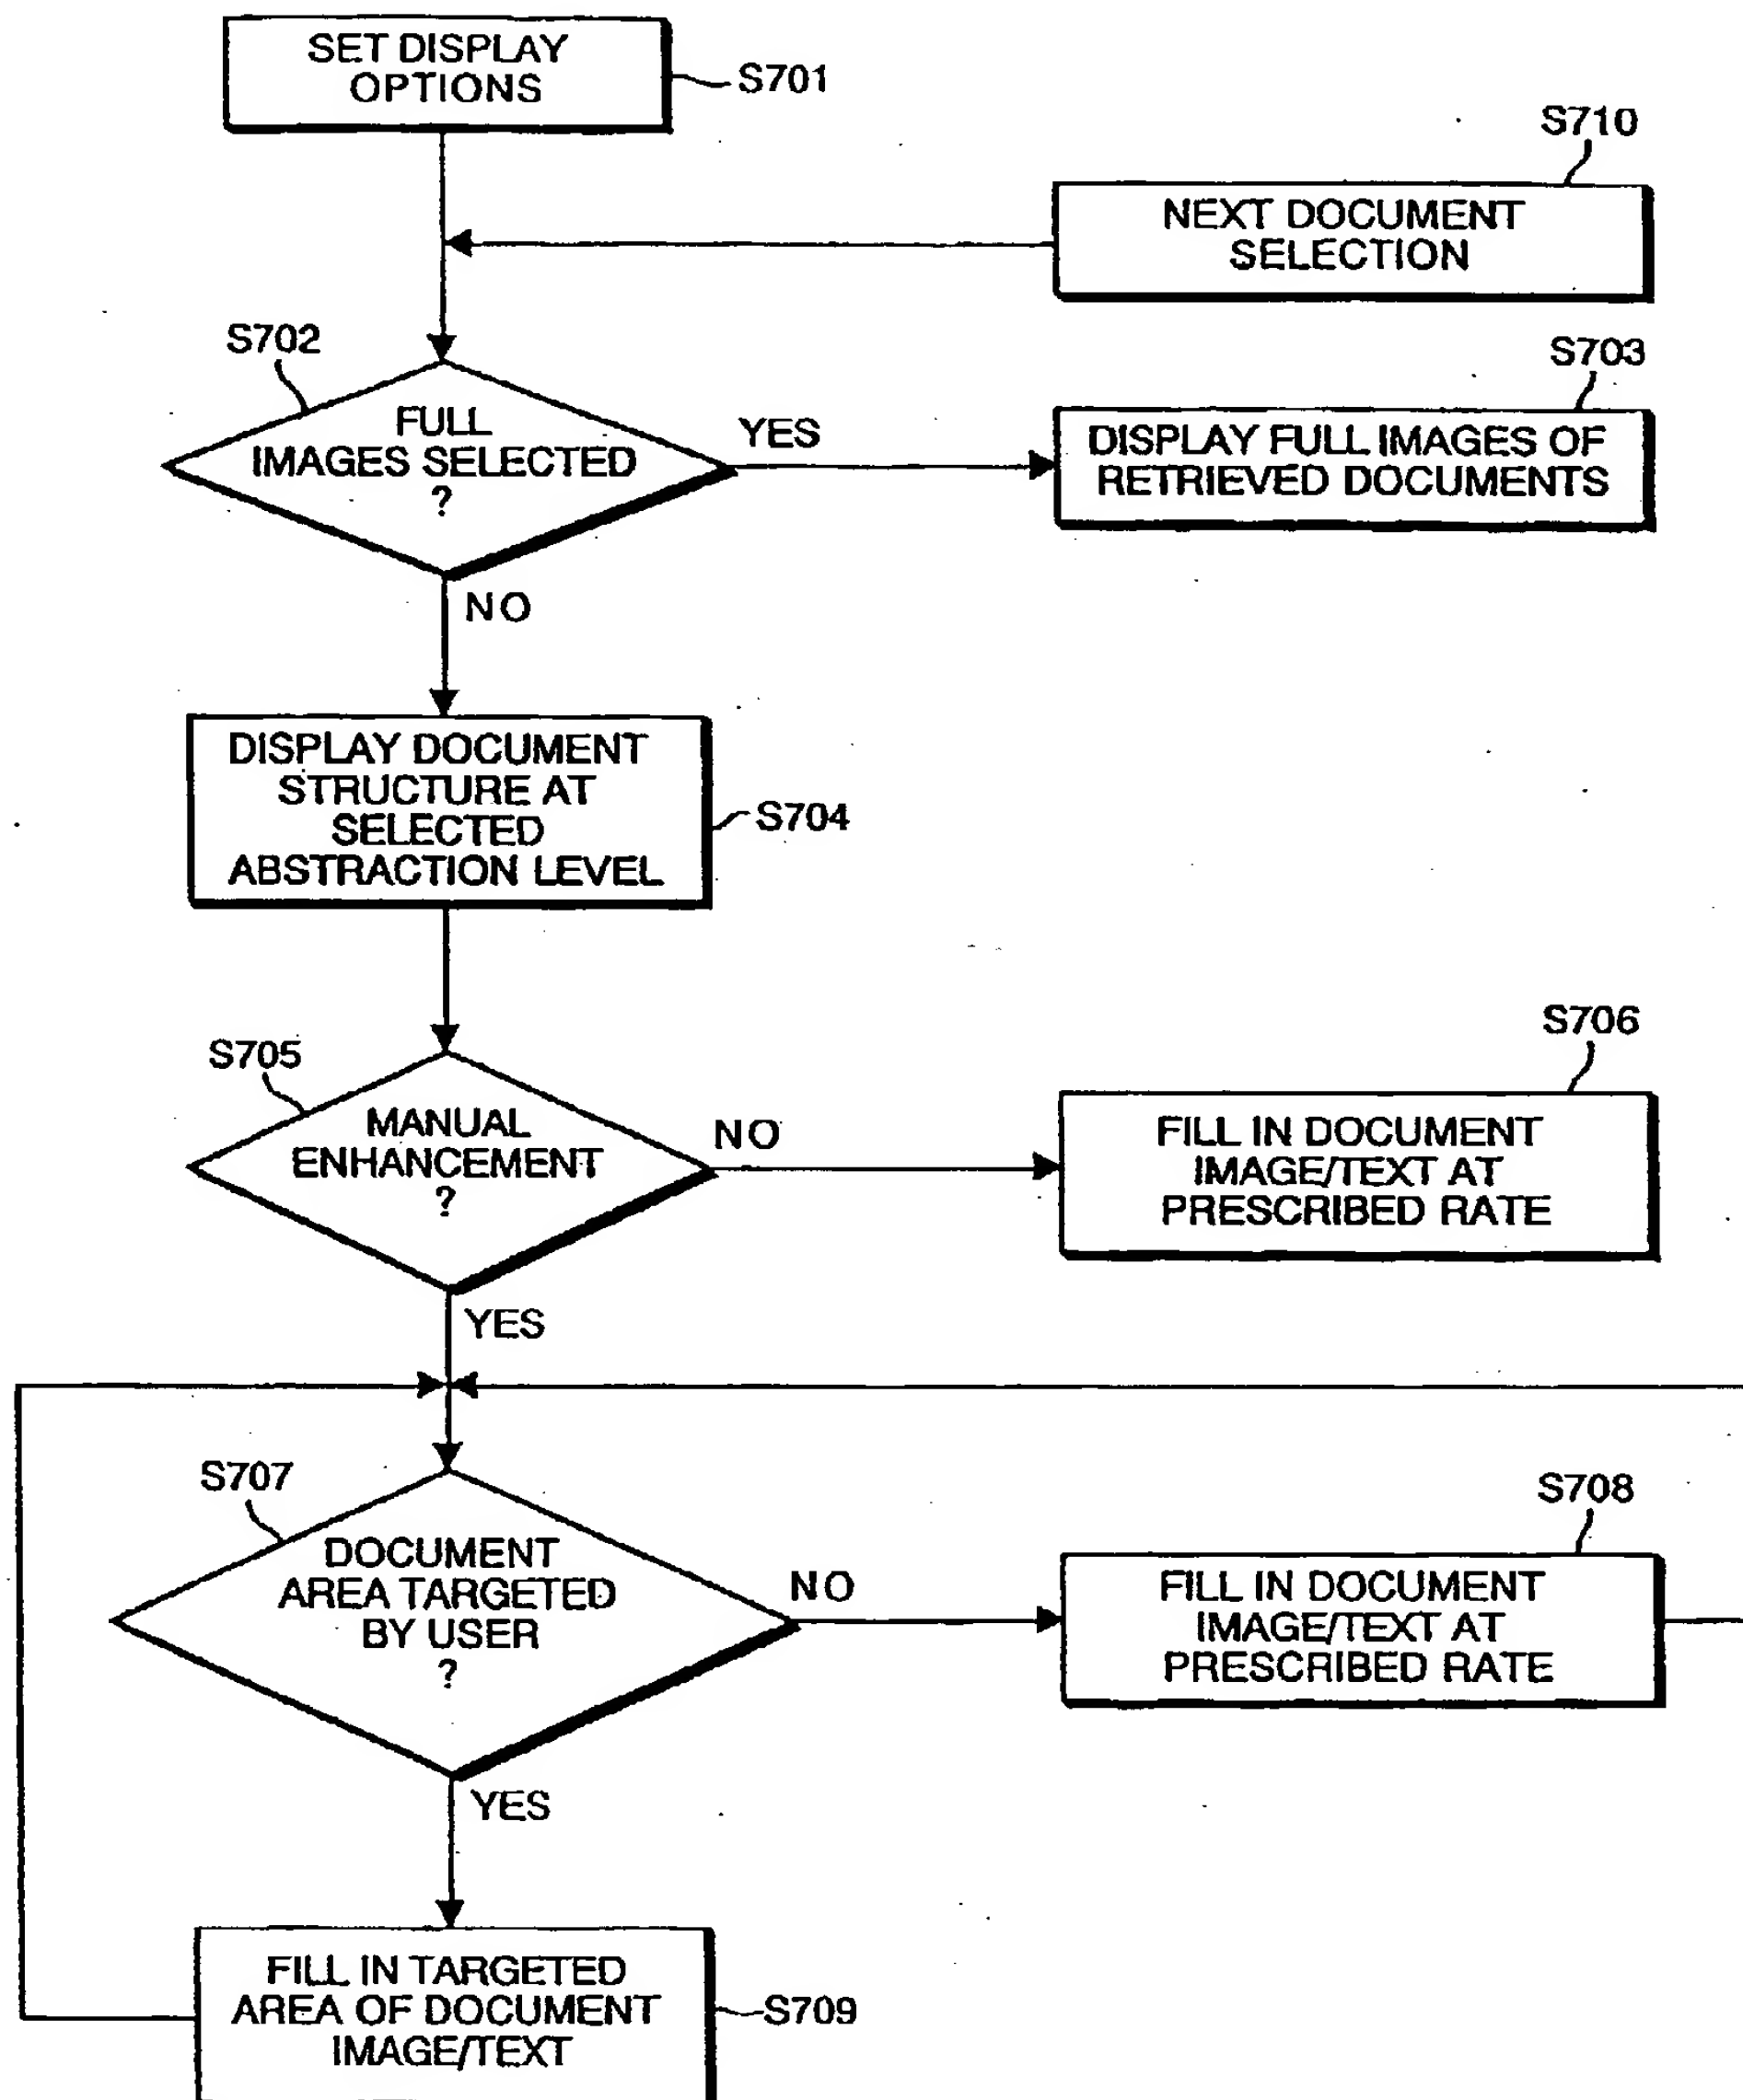 SET DISPLAY
OPTIONS
S701
S710
NEXT DOCUMENT
SELECTION
S702
FULL
IMAGES SELECTED
?
YES
S703
DISPLAY FULL IMAGES OF
RETRIEVED DOCUMENTS
NO
DISPLAY DOCUMENT
STRUCTURE AT
SELECTED
ABSTRACTION LEVEL
S704
S705
MANUAL
ENHANCEMENT
?
NO
S706
FILL IN DOCUMENT
IMAGE/TEXT AT
PRESCRIBED RATE
YES
S707
DOCUMENT
AREA TARGETED
BY USER
?
NO
S708
FILL IN DOCUMENT
IMAGE/TEXT AT
PRESCRIBED RATE
YES
FILL IN TARGETED
AREA OF DOCUMENT
IMAGE/TEXT
S709